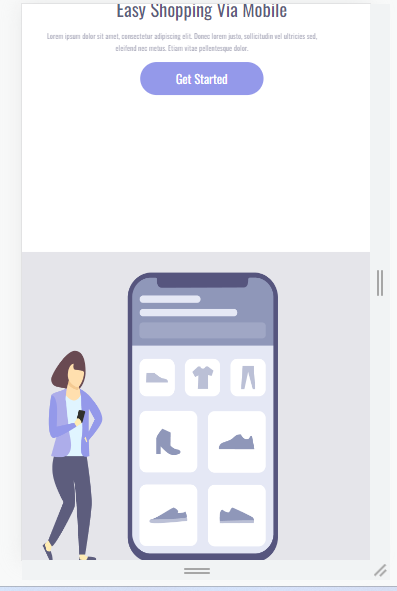 Easy Shopping Via Mobile
Lorem ipsum dolor sit amet, consectetur adipiscing elit. Donec lorem justo, sollicitudin vel ultricies sed,
eleifend nec metus. Etiam vitae pellentesque dolor.
Get Started